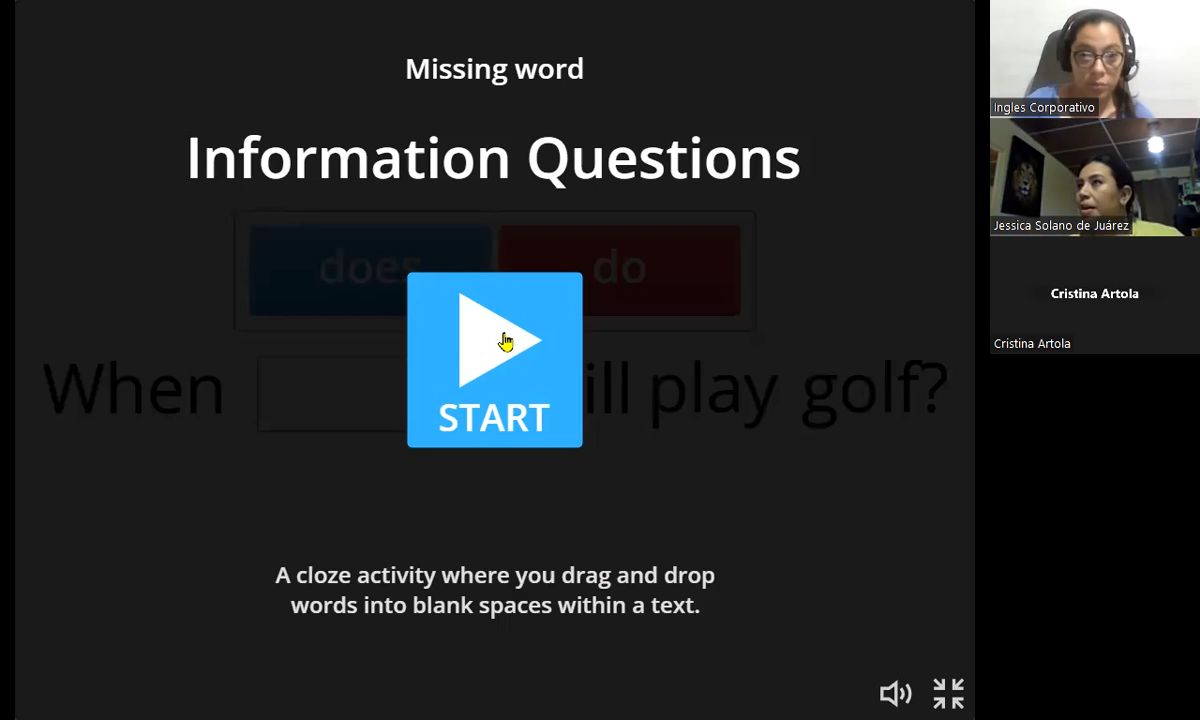 Missing word
Information Questions
does do
When ill play golf?
START
A cloze activity where you drag and drop
words into blank spaces within a text.
Ingles Corporativo
Jessica Solano de Juárez
Cristina Artola
Cristina Artola